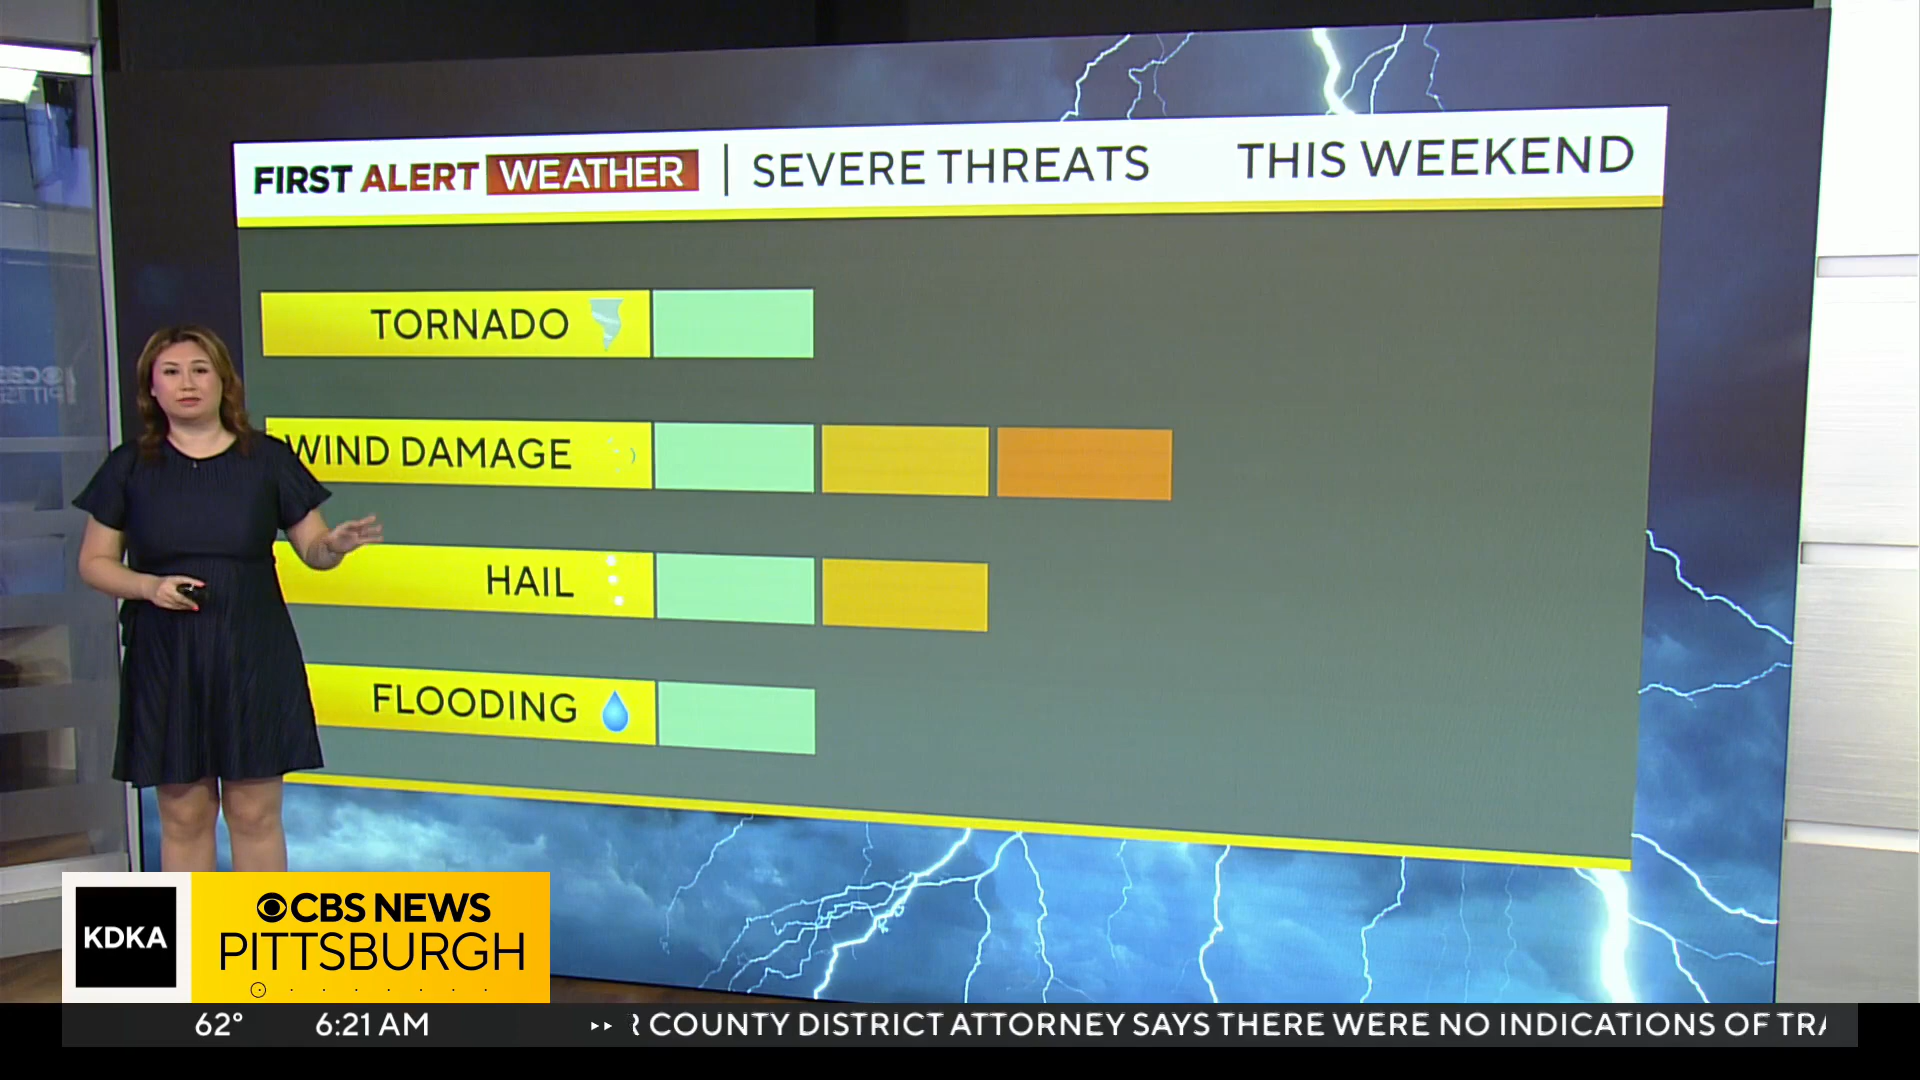 FIRST ALERT WEATHER | SEVERE THREATS THIS WEEKEND
TORNADO
WIND DAMAGE
HAIL
FLOODING
KDKA
CBS NEWS
PITTSBURGH
62° 6:21 AM COUNTY DISTRICT ATTORNEY SAYS THERE WERE NO INDICATIONS OF